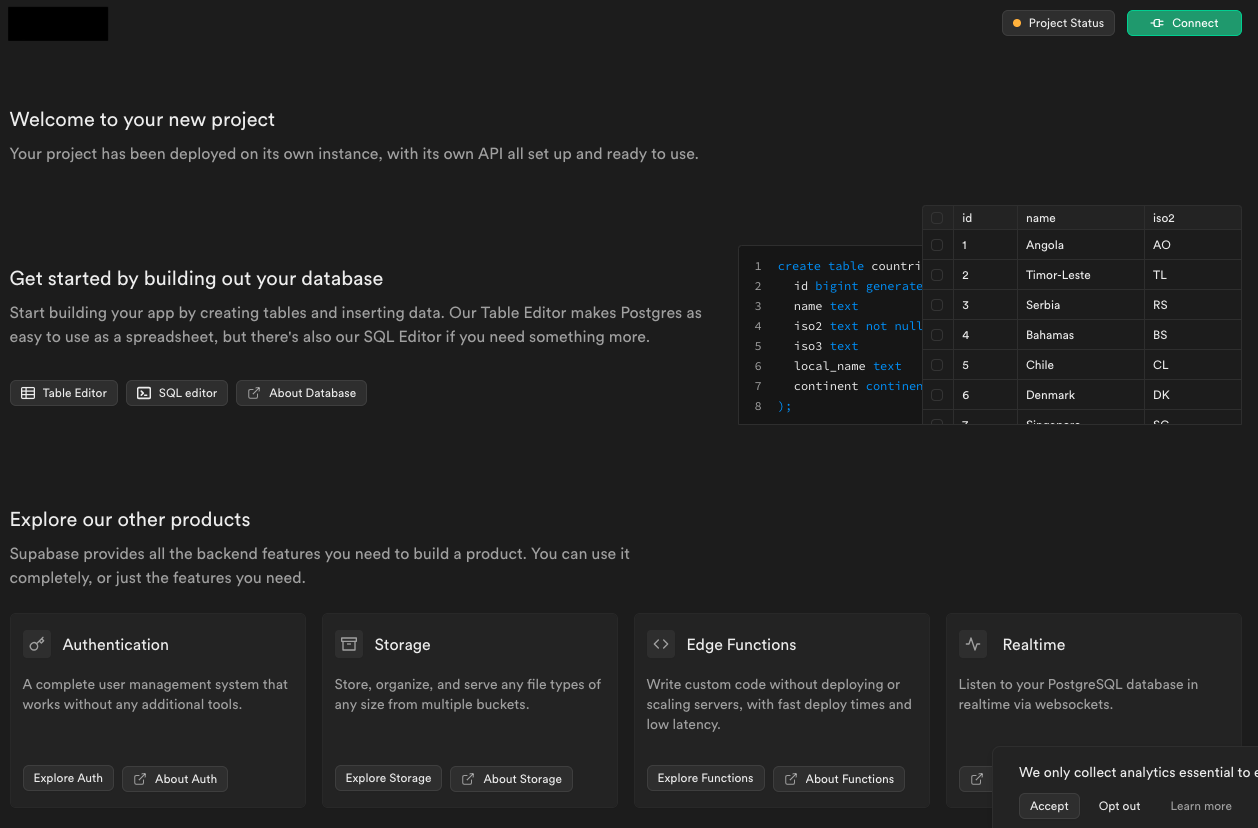 Project Status
Connect
Welcome to your new project
Your project has been deployed on its own instance, with its own API all set up and ready to use.
Get started by building out your database
Start building your app by creating tables and inserting data. Our Table Editor makes Postgres as
easy to use as a spreadsheet, but there's also our SQL Editor if you need something more.
Table Editor
SQL editor
About Database
1 create table countri
2 id bigint generate
3 name text
4 iso2 text not null
5 iso3 text
6 local_name text
7 continent continen
8 );
id name iso2
1 Angola AO
2 Timor-Leste TL
3 Serbia RS
4 Bahamas BS
5 Chile CL
6 Denmark DK
7 Singapore SG
Explore our other products
Supabase provides all the backend features you need to build a product. You can use it
completely, or just the features you need.
Authentication
A complete user management system that
works without any additional tools.
Explore Auth
About Auth
Storage
Store, organize, and serve any file types of
any size from multiple buckets.
Explore Storage
About Storage
Edge Functions
Write custom code without deploying or
scaling servers, with fast deploy times and
low latency.
Explore Functions
About Functions
Realtime
Listen to your PostgreSQL database in
realtime via websockets.
We only collect analytics essential to e
Accept
Opt out
Learn more